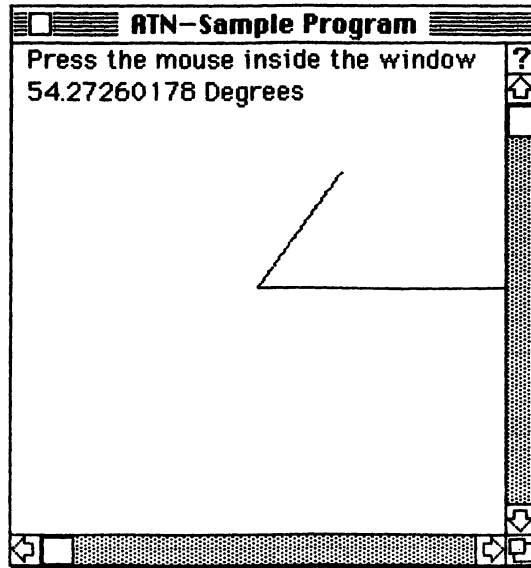 ATN—Sample Program
Press the mouse inside the window
?
54.27260178 Degrees